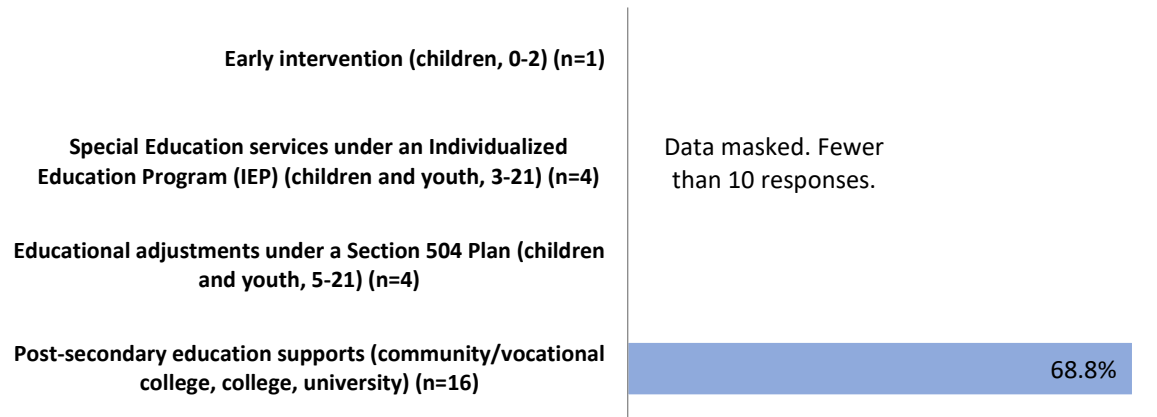 Early intervention (children, 0-2) (n=1)
Special Education services under an Individualized
Education Program (IEP) (children and youth, 3-21) (n=4)
Data masked. Fewer
than 10 responses.
Educational adjustments under a Section 504 Plan (children
and youth, 5-21) (n=4)
Post-secondary education supports (community/vocational
college, college, university) (n=16)
68.8%